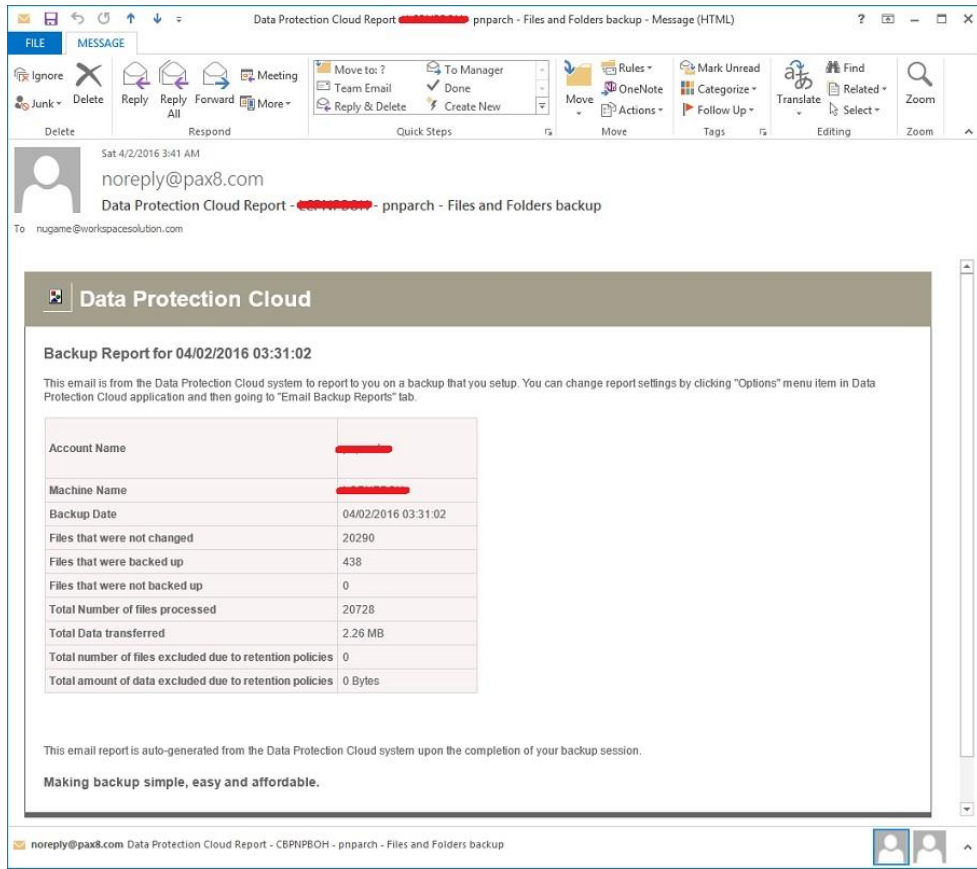 Data Protection Cloud Report - pnparch - Files and Folders backup - Message (HTML)
FILE MESSAGE
Ignore
Junk
Delete
Reply
Reply All
Forward
Meeting
More
Move to: ?
To Manager
Team Email
Done
Reply & Delete
Create New
Move
Rules
OneNote
Actions
Mark Unread
Categorize
Follow Up
Translate
Find
Related
Select
Zoom
Delete Respond Quick Steps Move Tags Editing Zoom
Sat 4/2/2016 3:41 AM
noreply@pax8.com
Data Protection Cloud Report - - pnparch - Files and Folders backup
To nugame@workspacesolution.com
Data Protection Cloud
Backup Report for 04/02/2016 03:31:02
This email is from the Data Protection Cloud system to report to you on a backup that you setup. You can change report settings by clicking "Options" menu item in Data
Protection Cloud application and then going to "Email Backup Reports" tab.
Account Name
Machine Name
Backup Date 04/02/2016 03:31:02
Files that were not changed 20290
Files that were backed up 438
Files that were not backed up 0
Total Number of files processed 20728
Total Data transferred 2.26 MB
Total number of files excluded due to retention policies 0
Total amount of data excluded due to retention policies 0 Bytes
This email report is auto-generated from the Data Protection Cloud system upon the completion of your backup session.
Making backup simple, easy and affordable.
noreply@pax8.com Data Protection Cloud Report - CBPNPBOH - pnparch - Files and Folders backup